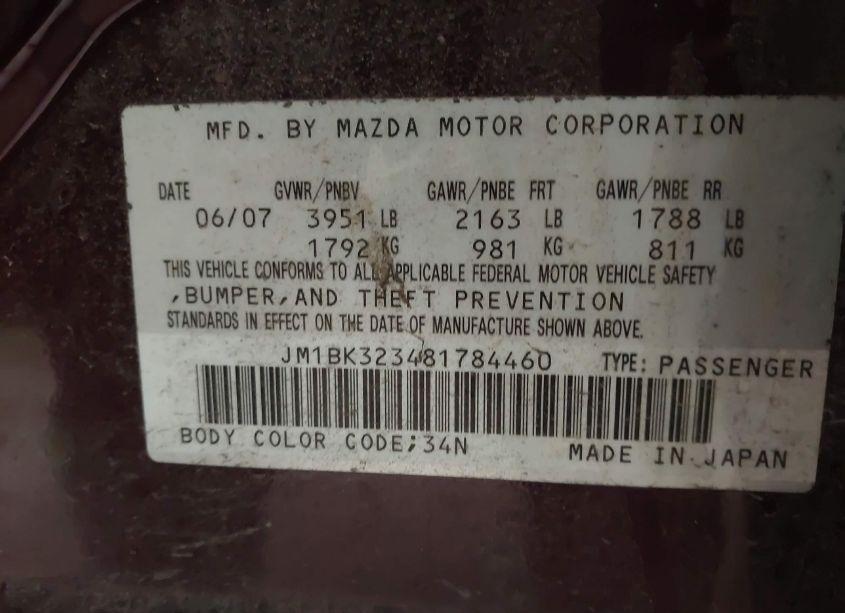 MFD. BY MAZDA MOTOR CORPORATION
DATE GVWR/PNBV GAWR/PNBE FRT GAWR/PNBE RR
06/07 3951 LB 2163 LB 1788 LB
1792 KG 981 KG 811 KG
THIS VEHICLE CONFORMS TO ALL APPLICABLE FEDERAL MOTOR VEHICLE SAFETY
,BUMPER,AND THEFT PREVENTION
STANDARDS IN EFFECT ON THE DATE OF MANUFACTURE SHOWN ABOVE.
JM1BK323481784460 TYPE: PASSENGER
BODY COLOR CODE;34N MADE IN JAPAN